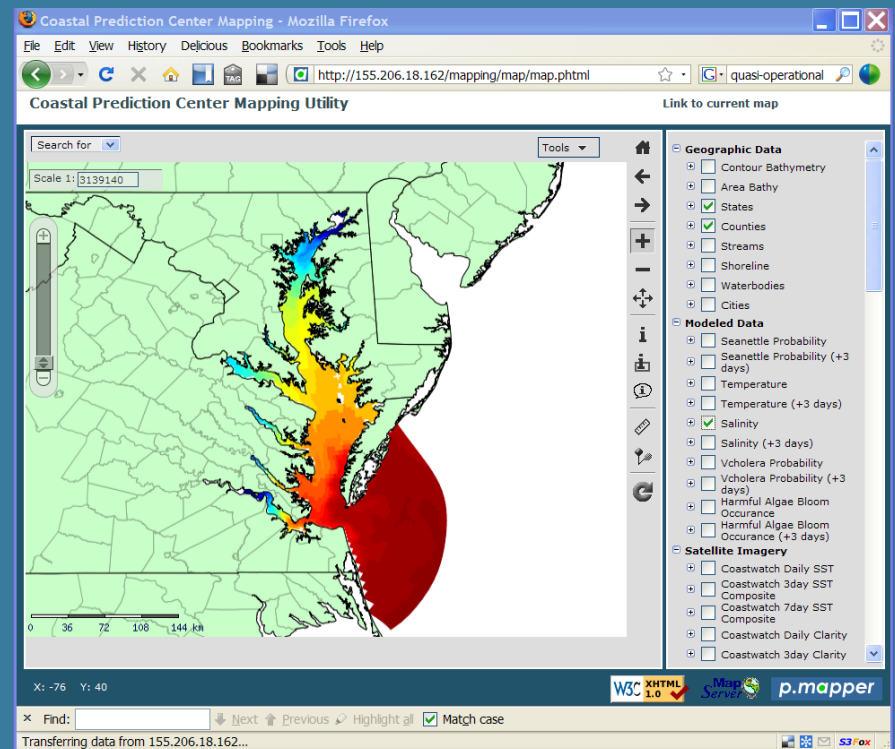 Coastal Prediction Center Mapping - Mozilla Firefox
File Edit View History Delicious Bookmarks Tools Help
TAG http://155.206.18.162/mapping/map/map.phtml G quasi-operational
Coastal Prediction Center Mapping Utility Link to current map
Search for Tools
Scale 1: 3139140
0 36 72 108 144 km
Geographic Data
Contour Bathymetry
Area Bathy
States
Counties
Streams
Shoreline
Waterbodies
Cities
Modeled Data
Seanettle Probability
Seanettle Probability (+3
days)
Temperature
Temperature (+3 days)
Salinity
Salinity (+3 days)
Vcholera Probability
Vcholera Probability (+3
days)
Harmful Algae Bloom
Occurance
Harmful Algae Bloom
Occurance (+3 days)
Satellite Imagery
Coastwatch Daily SST
Coastwatch 3day SST
Composite
Coastwatch 7day SST
Composite
Coastwatch Daily Clarity
Coastwatch 3day Clarity
X: -76 Y: 40 W3C XHTML 1.0 Map Server p.mapper
× Find: Next Previous Highlight all Match case
Transferring data from 155.206.18.162... S3Fox